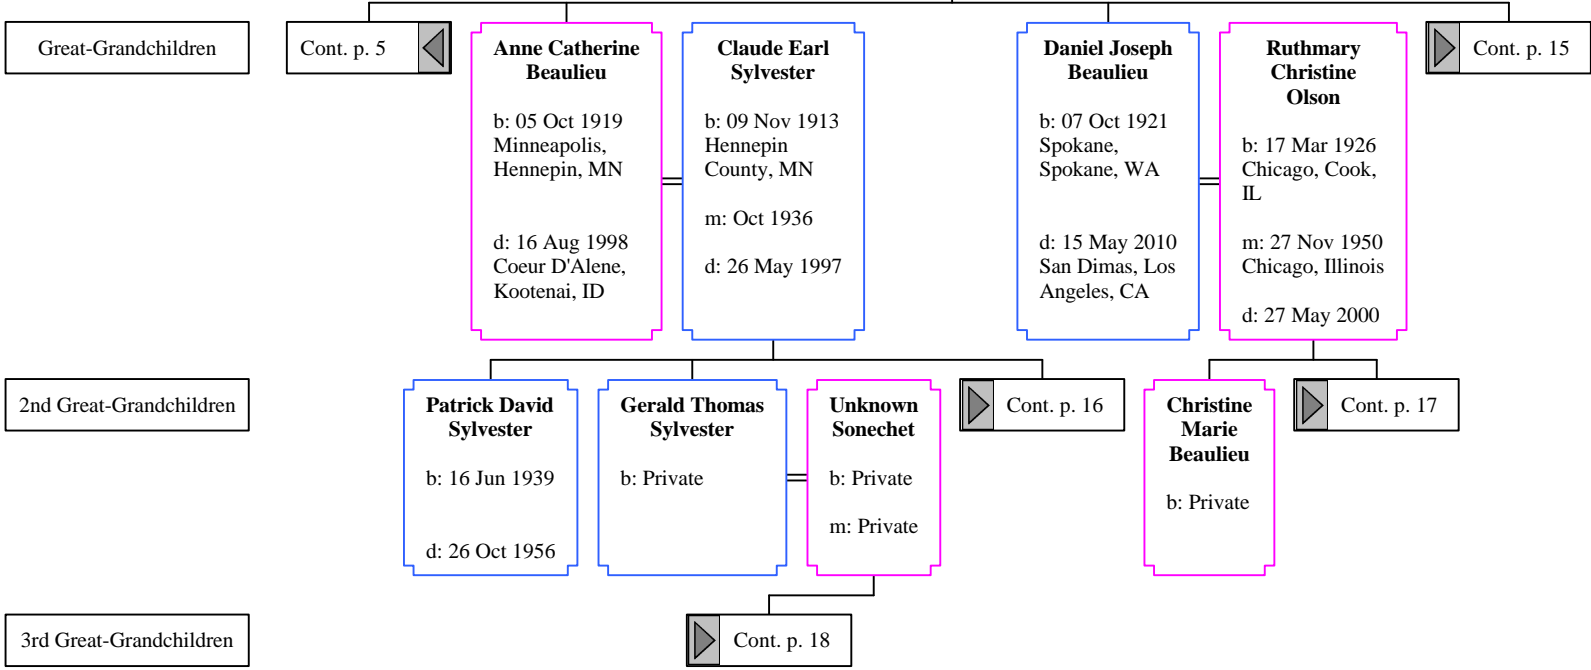 Great-Grandchildren
Cont. p. 5
Anne Catherine
Beaulieu
b: 05 Oct 1919
Minneapolis,
Hennepin, MN
d: 16 Aug 1998
Coeur D'Alene,
Kootenai, ID
Claude Earl
Sylvester
b: 09 Nov 1913
Hennepin
County, MN
m: Oct 1936
d: 26 May 1997
Daniel Joseph
Beaulieu
b: 07 Oct 1921
Spokane,
Spokane, WA
d: 15 May 2010
San Dimas, Los
Angeles, CA
Ruthmary
Christine
Olson
b: 17 Mar 1926
Chicago, Cook,
IL
m: 27 Nov 1950
Chicago, Illinois
d: 27 May 2000
Cont. p. 15
2nd Great-Grandchildren
Patrick David
Sylvester
b: 16 Jun 1939
d: 26 Oct 1956
Gerald Thomas
Sylvester
b: Private
Unknown
Sonechet
b: Private
m: Private
Cont. p. 16
Christine
Marie
Beaulieu
b: Private
Cont. p. 17
3rd Great-Grandchildren
Cont. p. 18